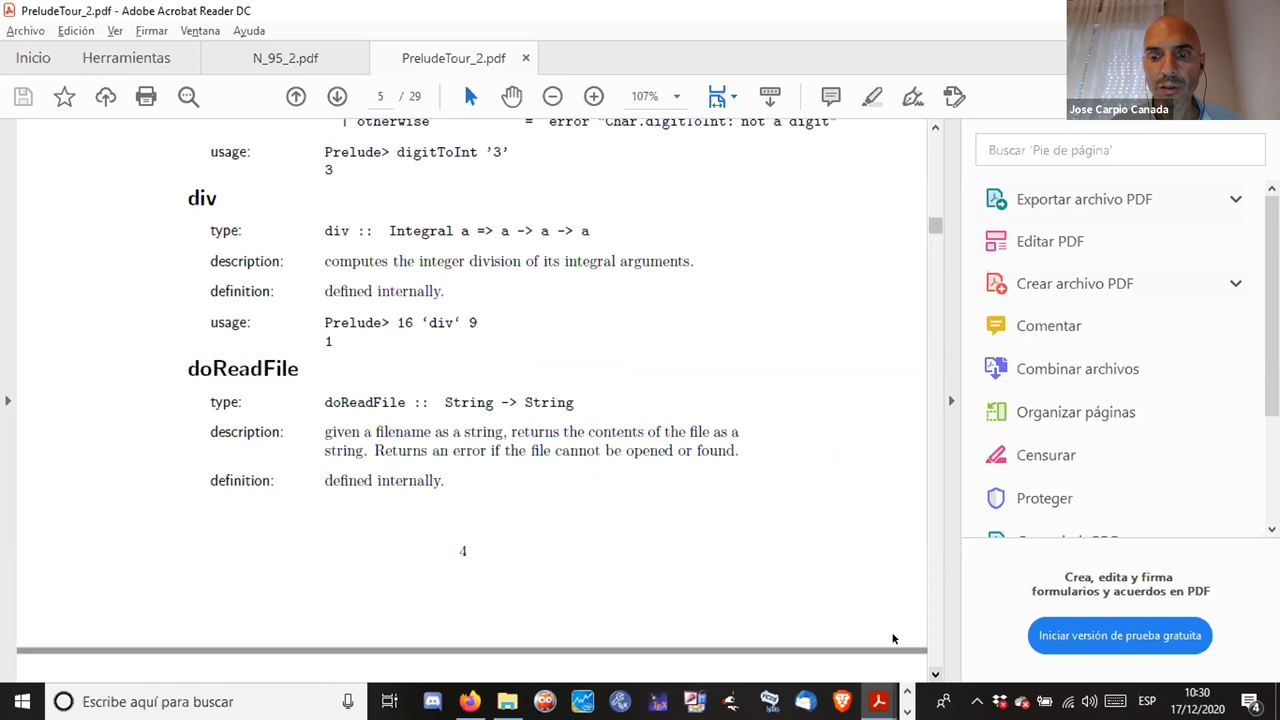 PreludeTour_2.pdf - Adobe Acrobat Reader DC
Archivo Edición Ver Firmar Ventana Ayuda
Inicio Herramientas N_95_2.pdf PreludeTour_2.pdf ×
5 / 29 107%
Jose Carpio Canada
| otherwise = error "Char.digitToInt: not a digit"
usage: Prelude> digitToInt '3'
3
div
type: div :: Integral a => a -> a -> a
description: computes the integer division of its integral arguments.
definition: defined internally.
usage: Prelude> 16 ‘div‘ 9
1
doReadFile
type: doReadFile :: String -> String
description: given a filename as a string, returns the contents of the file as a
string. Returns an error if the file cannot be opened or found.
definition: defined internally.
4
Buscar 'Pie de página'
Exportar archivo PDF
Editar PDF
Crear archivo PDF
Comentar
Combinar archivos
Organizar páginas
Censurar
Proteger
Crea, edita y firma
formularios y acuerdos en PDF
Iniciar versión de prueba gratuita
Escribe aquí para buscar
ESP
10:30
17/12/2020
4